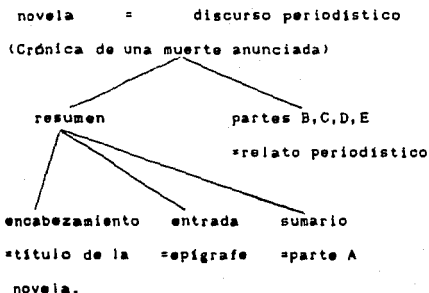 novela = discurso periodístico
(Crónica de una muerte anunciada)
resumen partes B,C,D,E
=relato periodístico
encabezamiento entrada sumario
=título de la =epígrafe =parte A
novela.